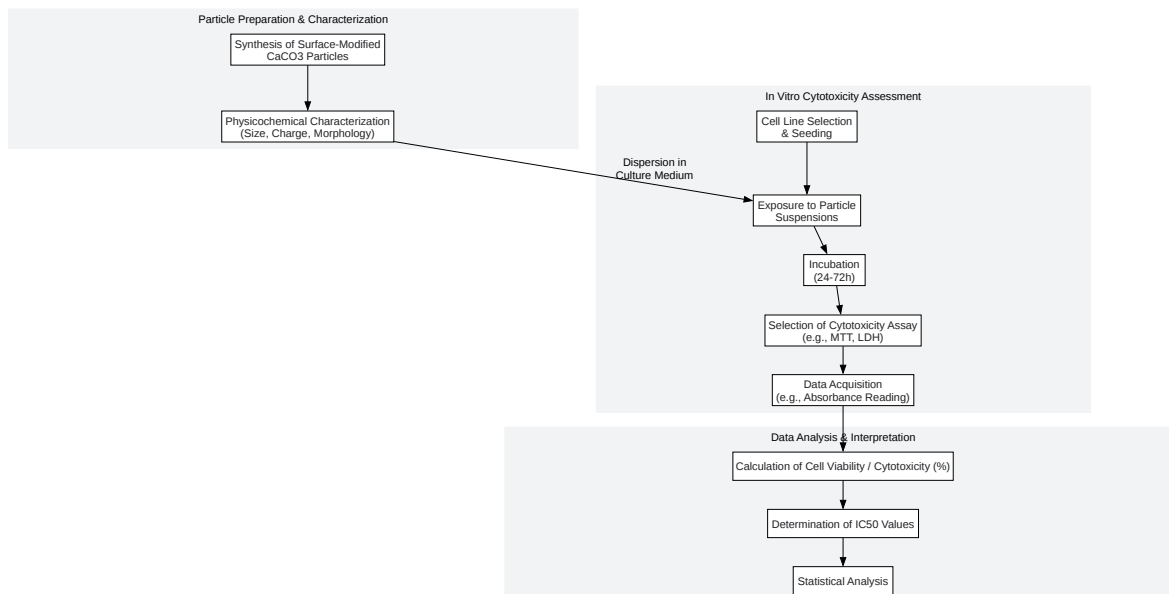 Particle Preparation & Characterization
Synthesis of Surface-Modified
CaCO3 Particles
Physicochemical Characterization
(Size, Charge, Morphology)
Dispersion in
Culture Medium
In Vitro Cytotoxicity Assessment
Cell Line Selection
& Seeding
Exposure to Particle
Suspensions
Incubation
(24-72h)
Selection of Cytotoxicity Assay
(e.g., MTT, LDH)
Data Acquisition
(e.g., Absorbance Reading)
Data Analysis & Interpretation
Calculation of Cell Viability / Cytotoxicity (%)
Determination of IC50 Values
Statistical Analysis